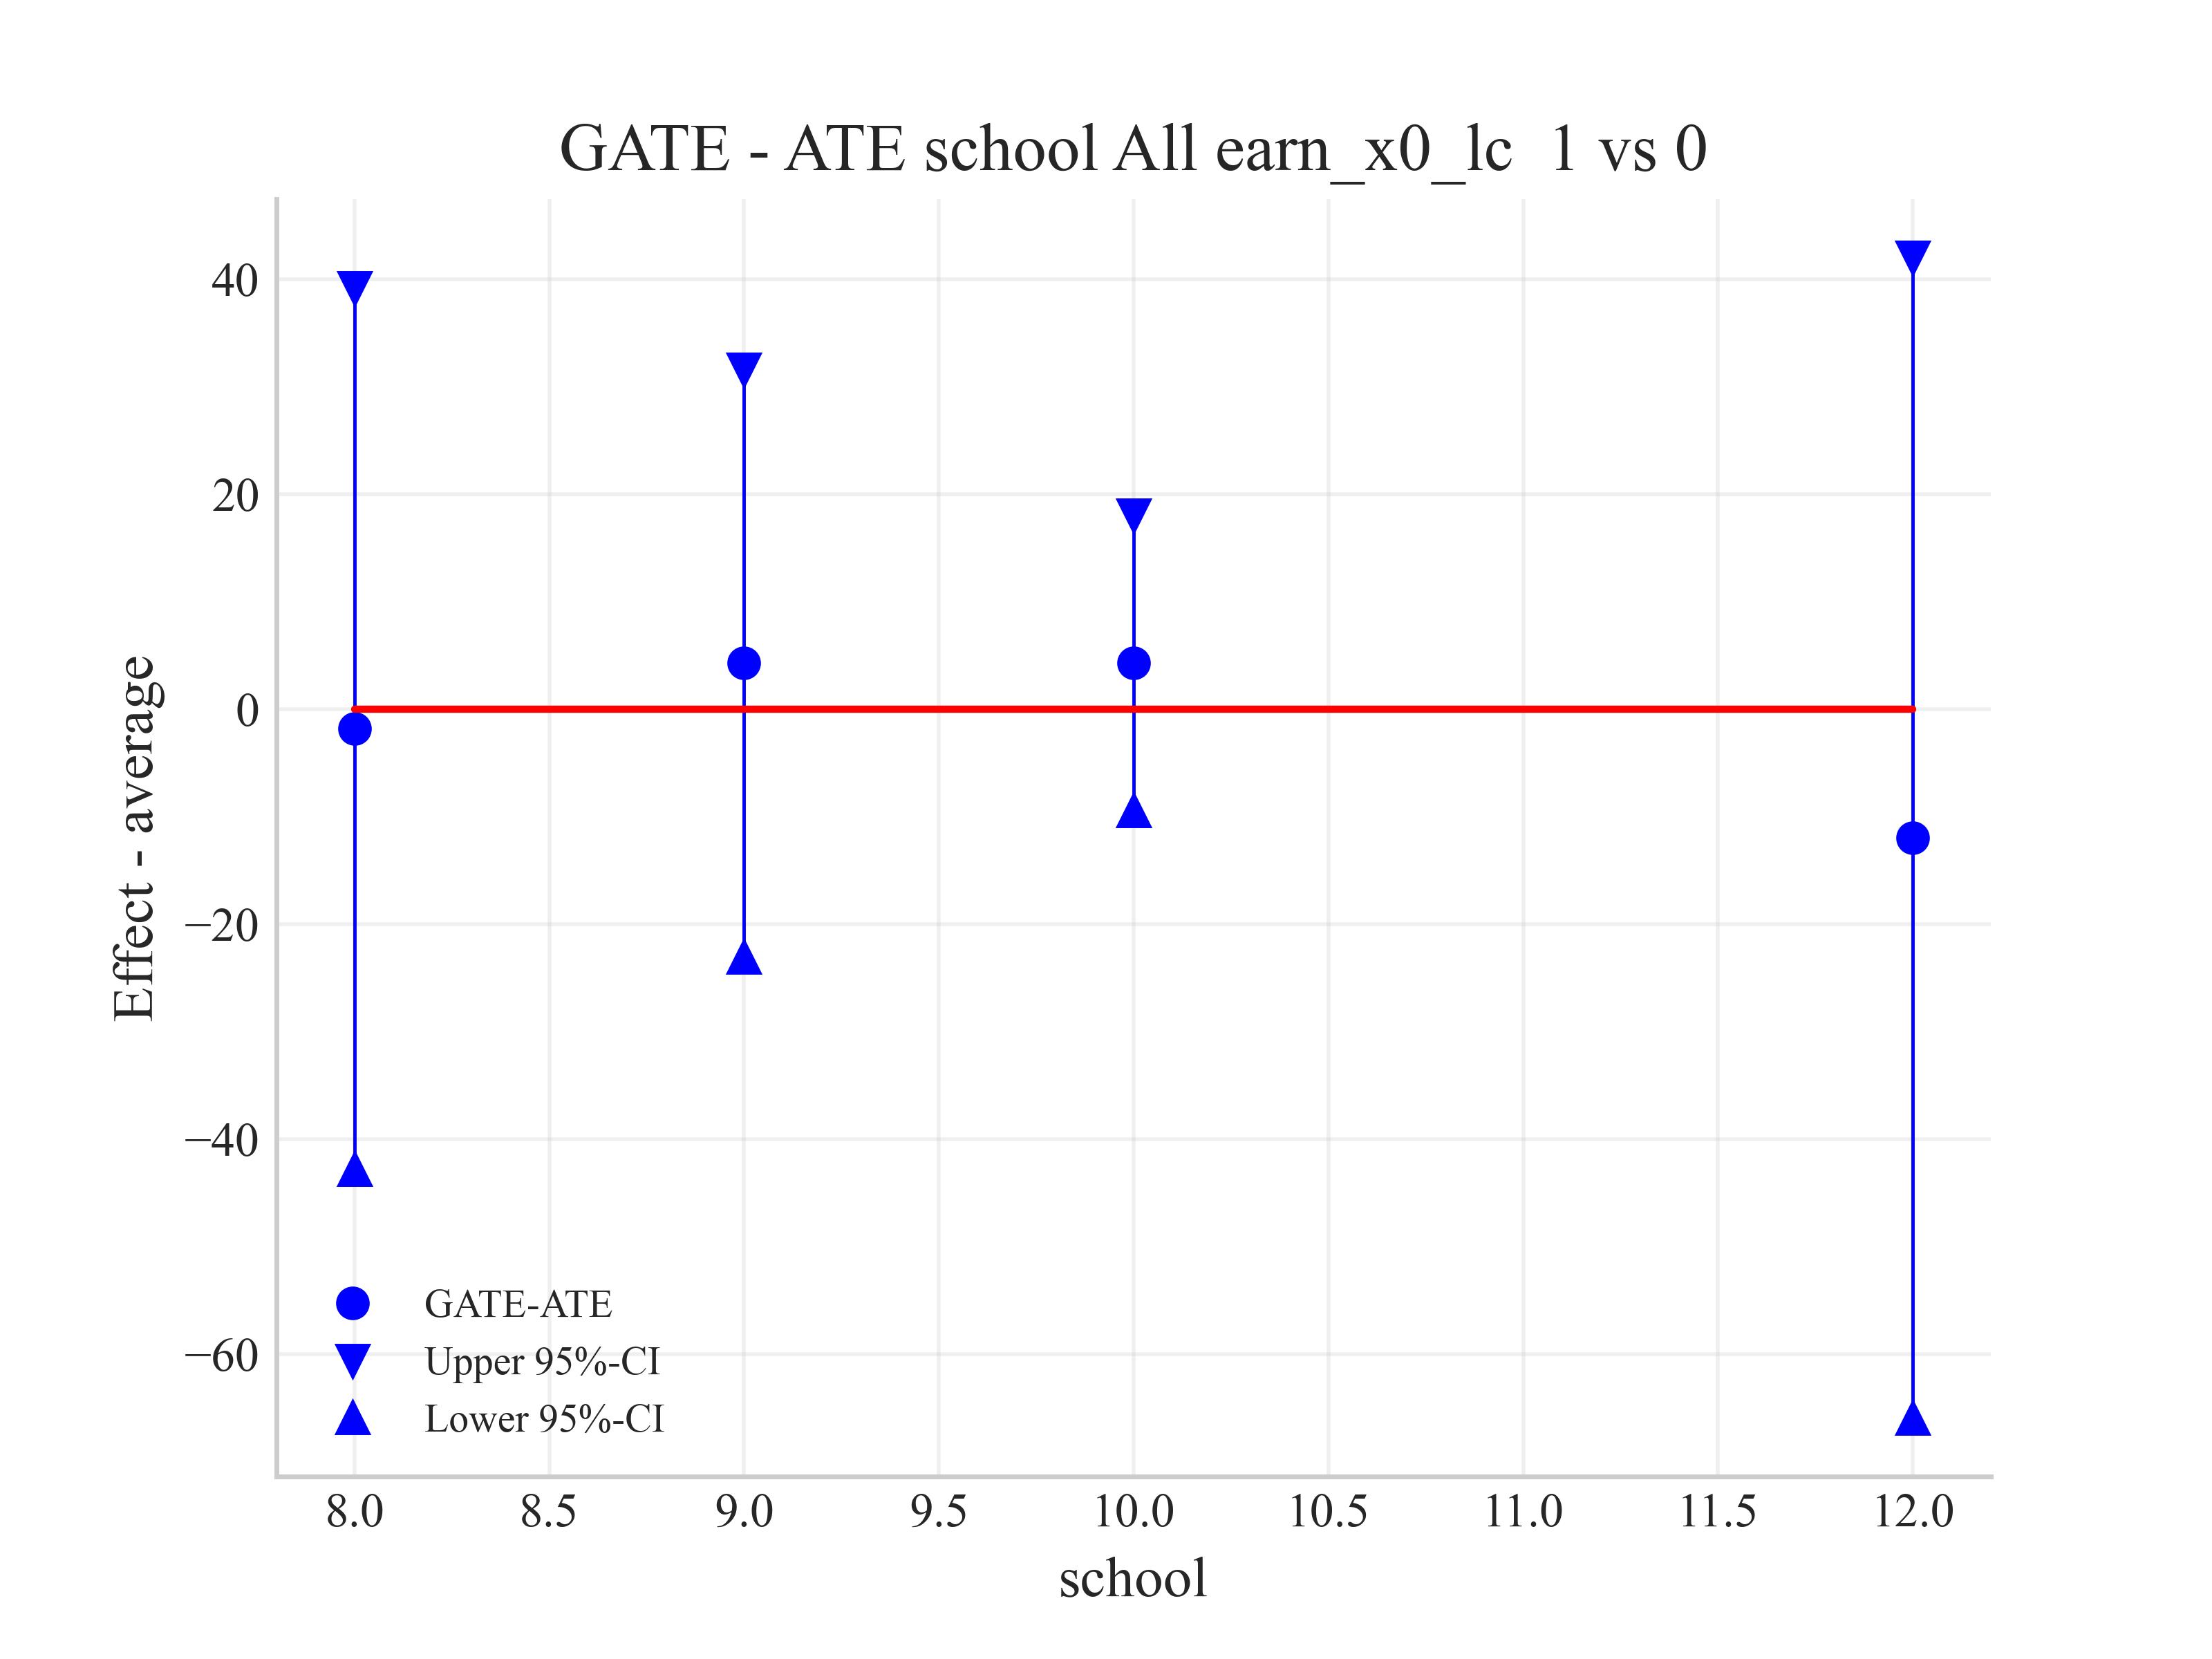 GATE - ATE school All earn_x0_lc  1 vs 0
40
20
0
−20
−40
−60
Effect - average
GATE-ATE
Upper 95%-CI
Lower 95%-CI
8.0 8.5 9.0 9.5 10.0 10.5 11.0 11.5 12.0
school